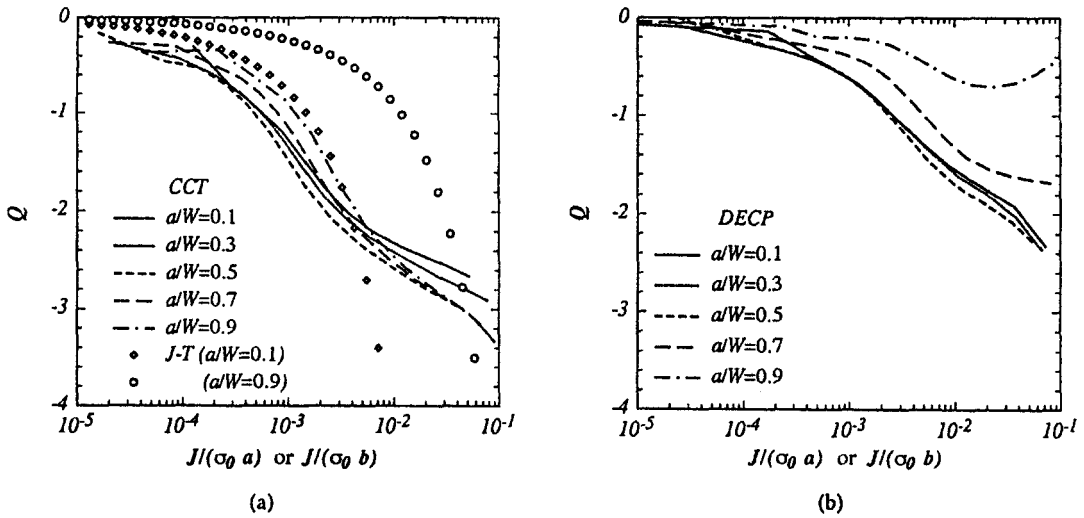 0
-1
-2
-3
-4
Q
CCT
a/W=0.1
a/W=0.3
a/W=0.5
a/W=0.7
a/W=0.9
J-T (a/W=0.1)
(a/W=0.9)
10⁻⁵ 10⁻⁴ 10⁻³ 10⁻² 10⁻¹
J/(σ₀ a) or J/(σ₀ b)
(a)
0
-1
-2
-3
-4
Q
DECP
a/W=0.1
a/W=0.3
a/W=0.5
a/W=0.7
a/W=0.9
10⁻⁵ 10⁻⁴ 10⁻³ 10⁻² 10⁻¹
J/(σ₀ a) or J/(σ₀ b)
(b)